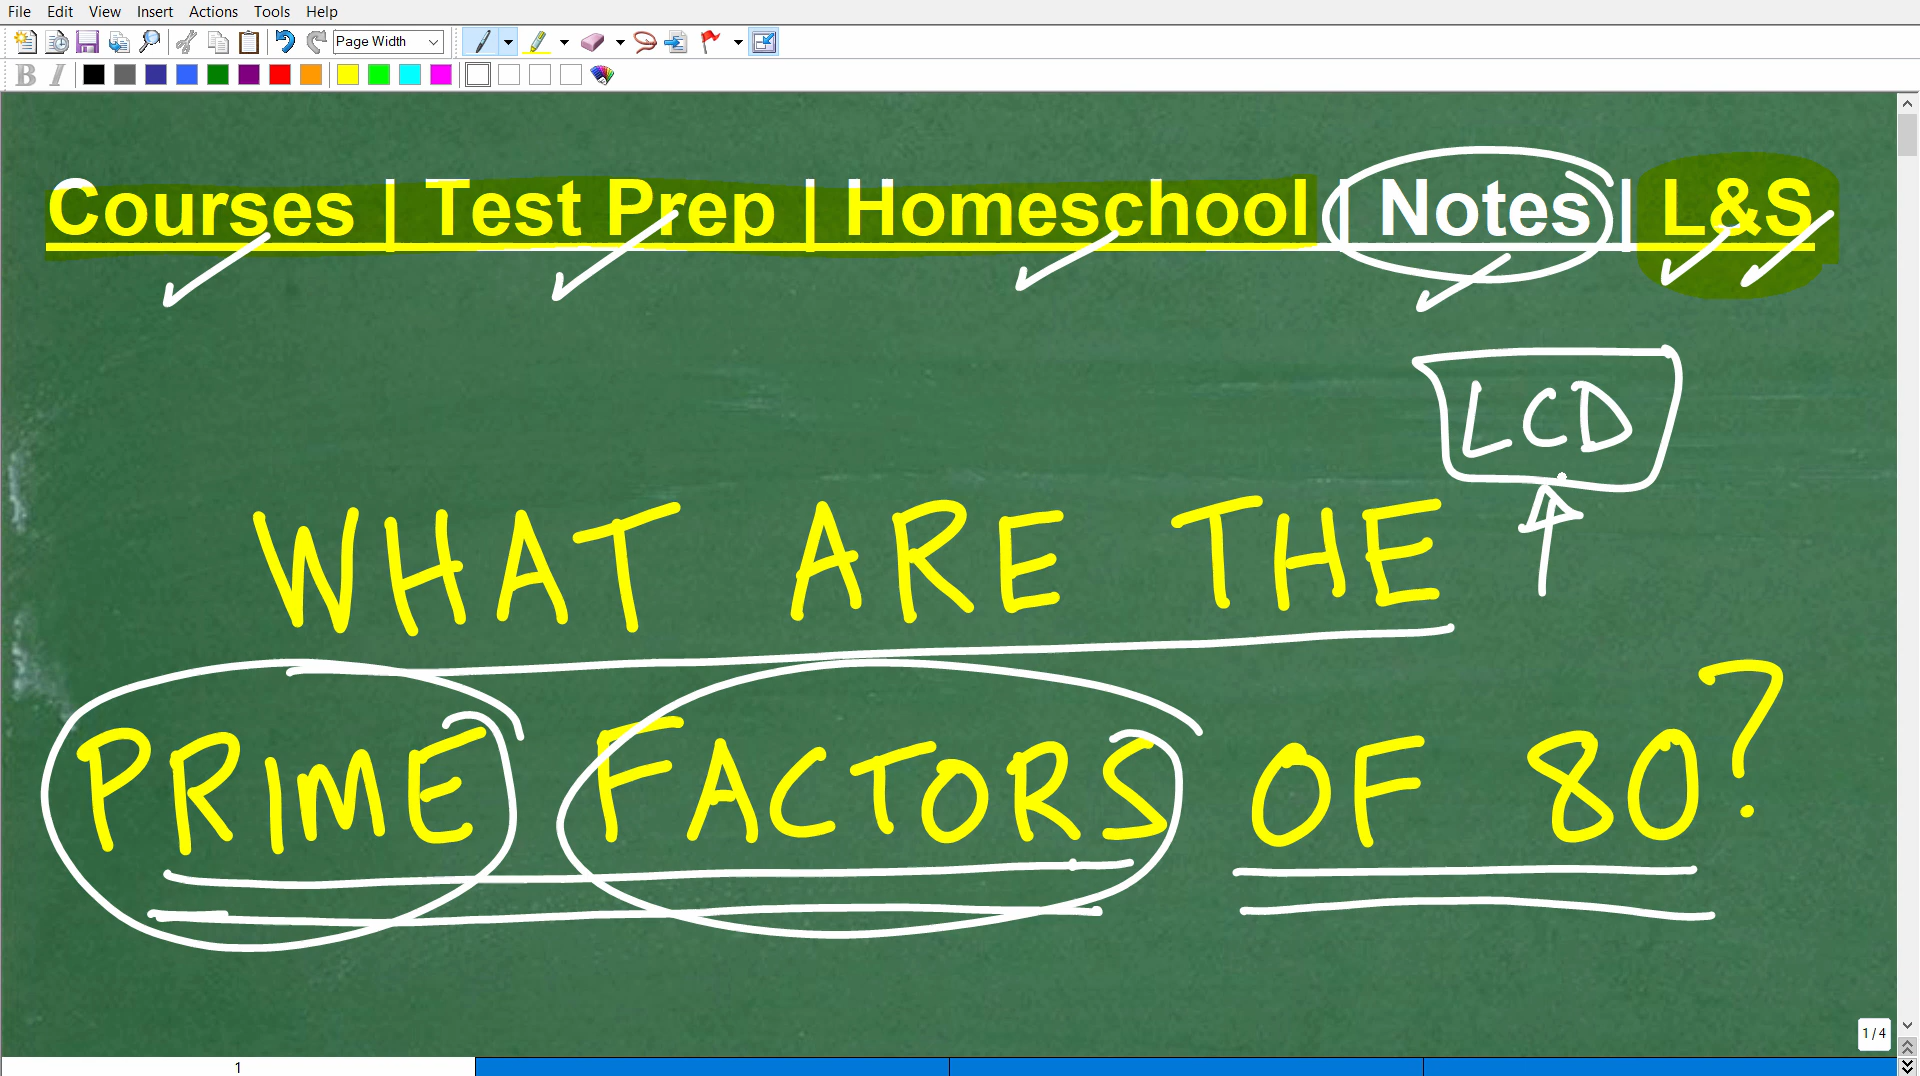 File Edit View Insert Actions Tools Help
Page Width
B I
Courses | Test Prep | Homeschool | Notes | L&S
LCD
WHAT ARE THE
PRIME FACTORS OF 80?
1 / 4
1